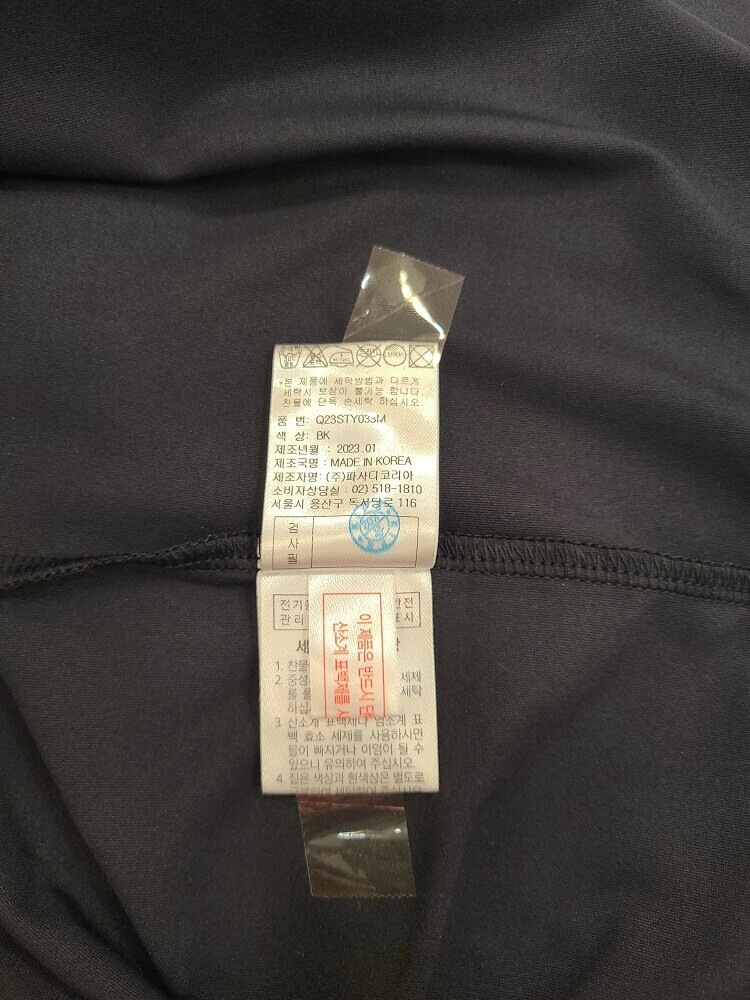 *본 제품에 세탁방법과 다르게
세탁시 보상이 불가능 합니다.
찬물에 단독 손세탁 하십시오.
품 번: Q23STY033M
색 상: BK
제조년월 : 2023.01
제조국명 : MADE IN KOREA
제조자명: (주)파사디코리아
소비자상담실 : 02) 518-1810
서울시 용산구 독서당로 116
검사필
전기
관리
표시
이 제품은 반드시 단
산소계 표백제를 사
1. 찬물
2. 중성 세제
를 풀 세탁
하십
3. 산소계 표백제나 염소계 표
백 효소 세제를 사용하시면
물이 빠지거나 이염이 될 수
있으니 유의하여 주십시오.
4. 짙은 색상과 흰색상은 별도로